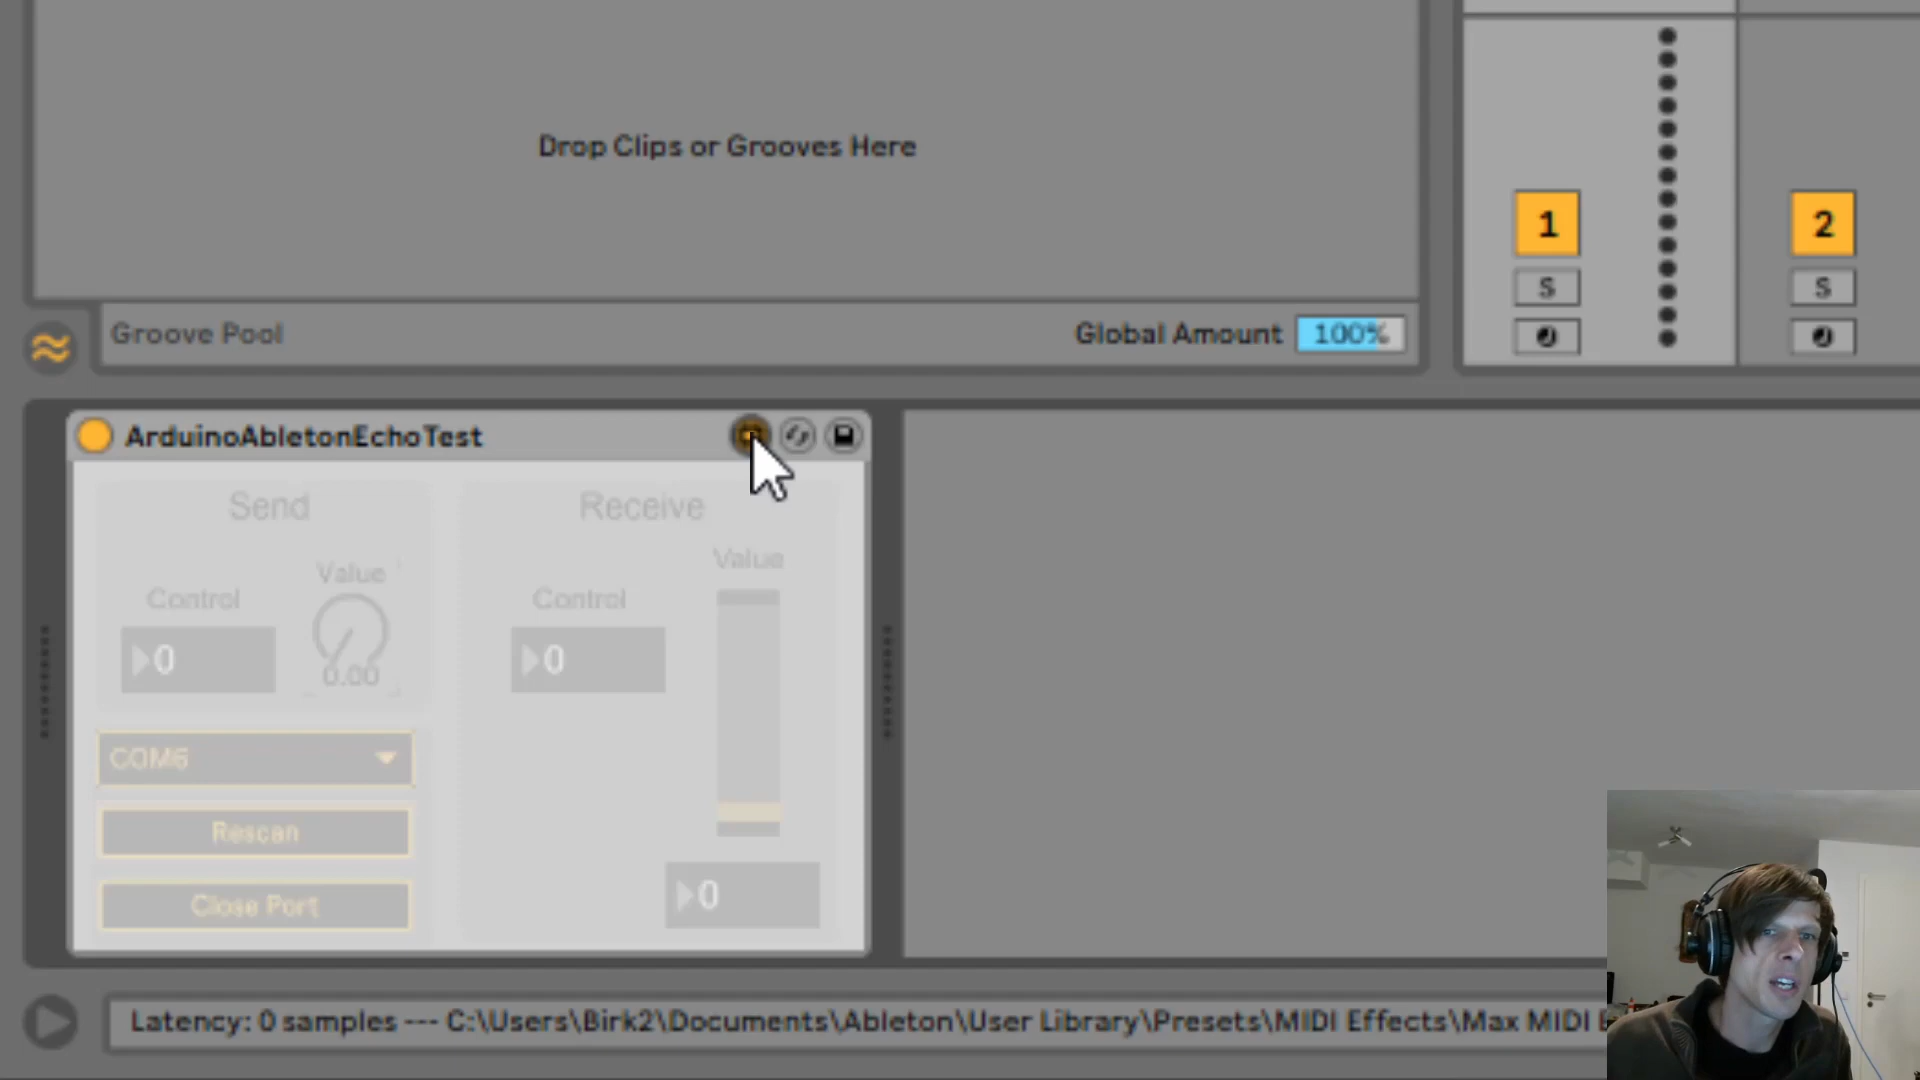 Drop Clips or Grooves Here
1
2
S
S
Groove Pool
Global Amount 100%
ArduinoAbletonEchoTest
Send
Receive
Value
Value
Control
Control
0
0.00
0
COM6
Rescan
Close Port
0
Latency: 0 samples --- C:\Users\Birk2\Documents\Ableton\User Library\Presets\MIDI Effects\Max MIDI